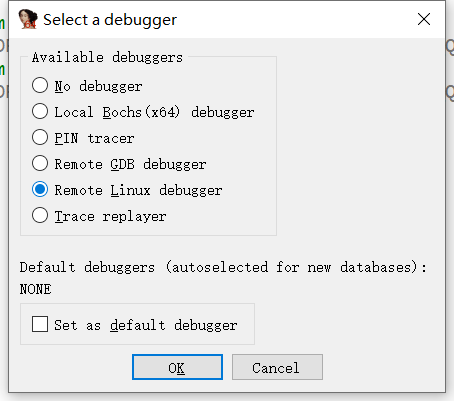 Select a debugger
Available debuggers
No debugger
Local Bochs(x64) debugger
PIN tracer
Remote GDB debugger
Remote Linux debugger
Trace replayer
Default debuggers (autoselected for new databases):
NONE
Set as default debugger
OK Cancel